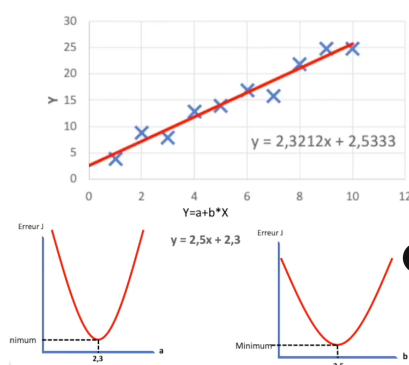 30
25
20
15
10
5
0
Y
y = 2,3212x + 2,5333
0 2 4 6 8 10 12
Y=a+b*X
Erreur J
y = 2,5x + 2,3
Erreur J
nimum
a
2,3
Minimum
b